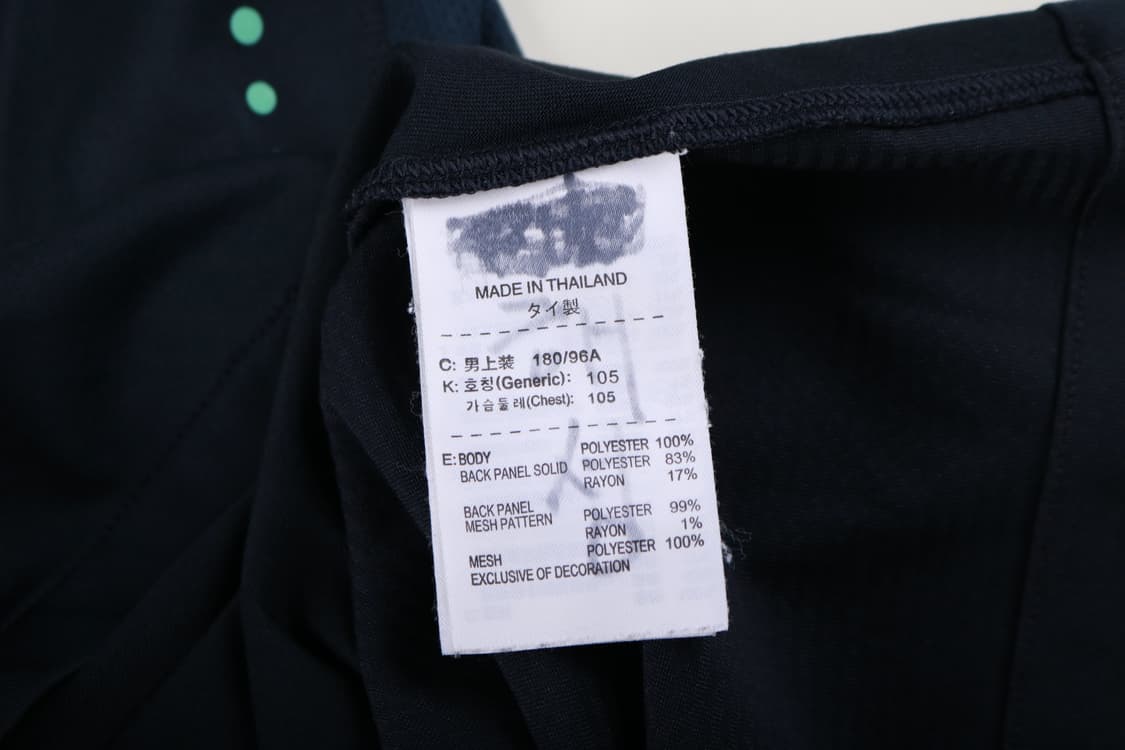 MADE IN THAILAND
タイ製
C: 男上装 180/96A
K: 호칭(Generic): 105
가슴둘레(Chest): 105
E: BODY POLYESTER 100%
BACK PANEL SOLID POLYESTER 83%
RAYON 17%
BACK PANEL
MESH PATTERN POLYESTER 99%
RAYON 1%
MESH POLYESTER 100%
EXCLUSIVE OF DECORATION